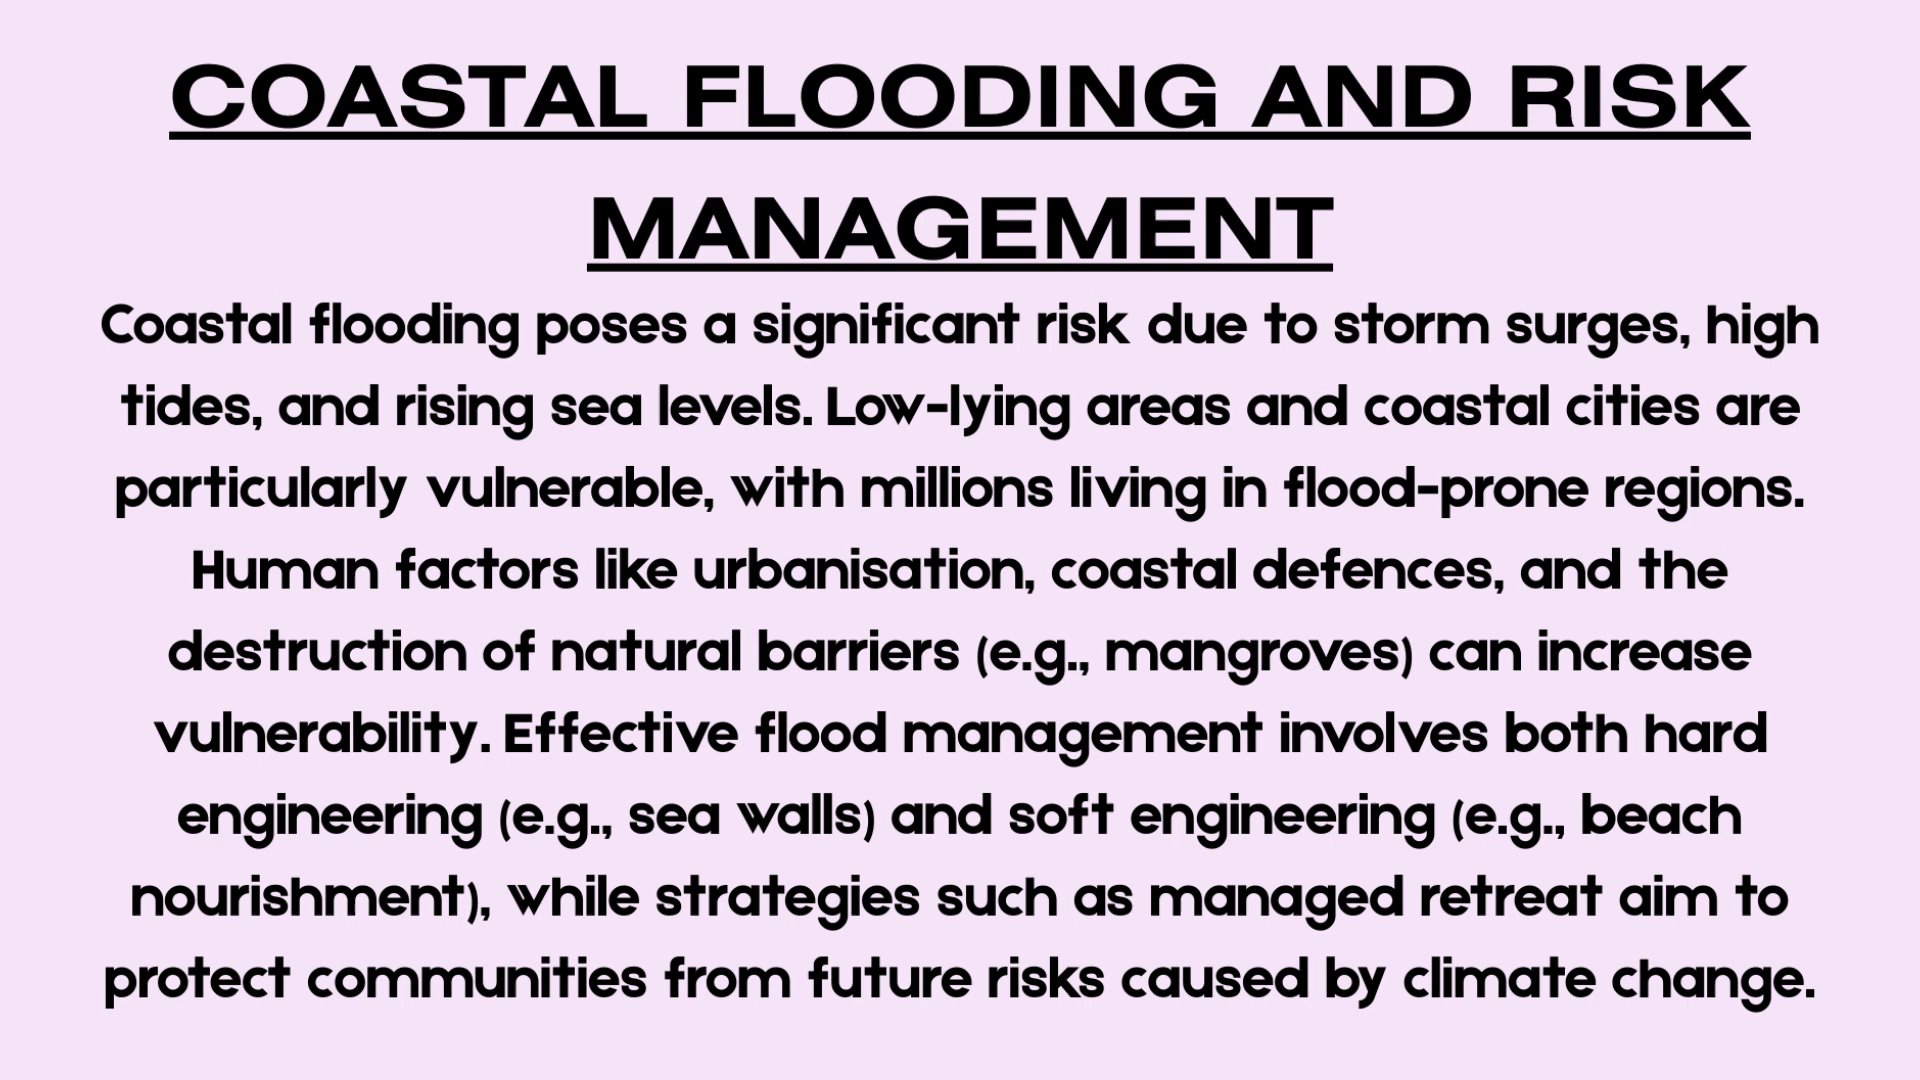 COASTAL FLOODING AND RISK
MANAGEMENT
Coastal flooding poses a significant risk due to storm surges, high
tides, and rising sea levels. Low-lying areas and coastal cities are
particularly vulnerable, with millions living in flood-prone regions.
Human factors like urbanisation, coastal defences, and the
destruction of natural barriers (e.g., mangroves) can increase
vulnerability. Effective flood management involves both hard
engineering (e.g., sea walls) and soft engineering (e.g., beach
nourishment), while strategies such as managed retreat aim to
protect communities from future risks caused by climate change.